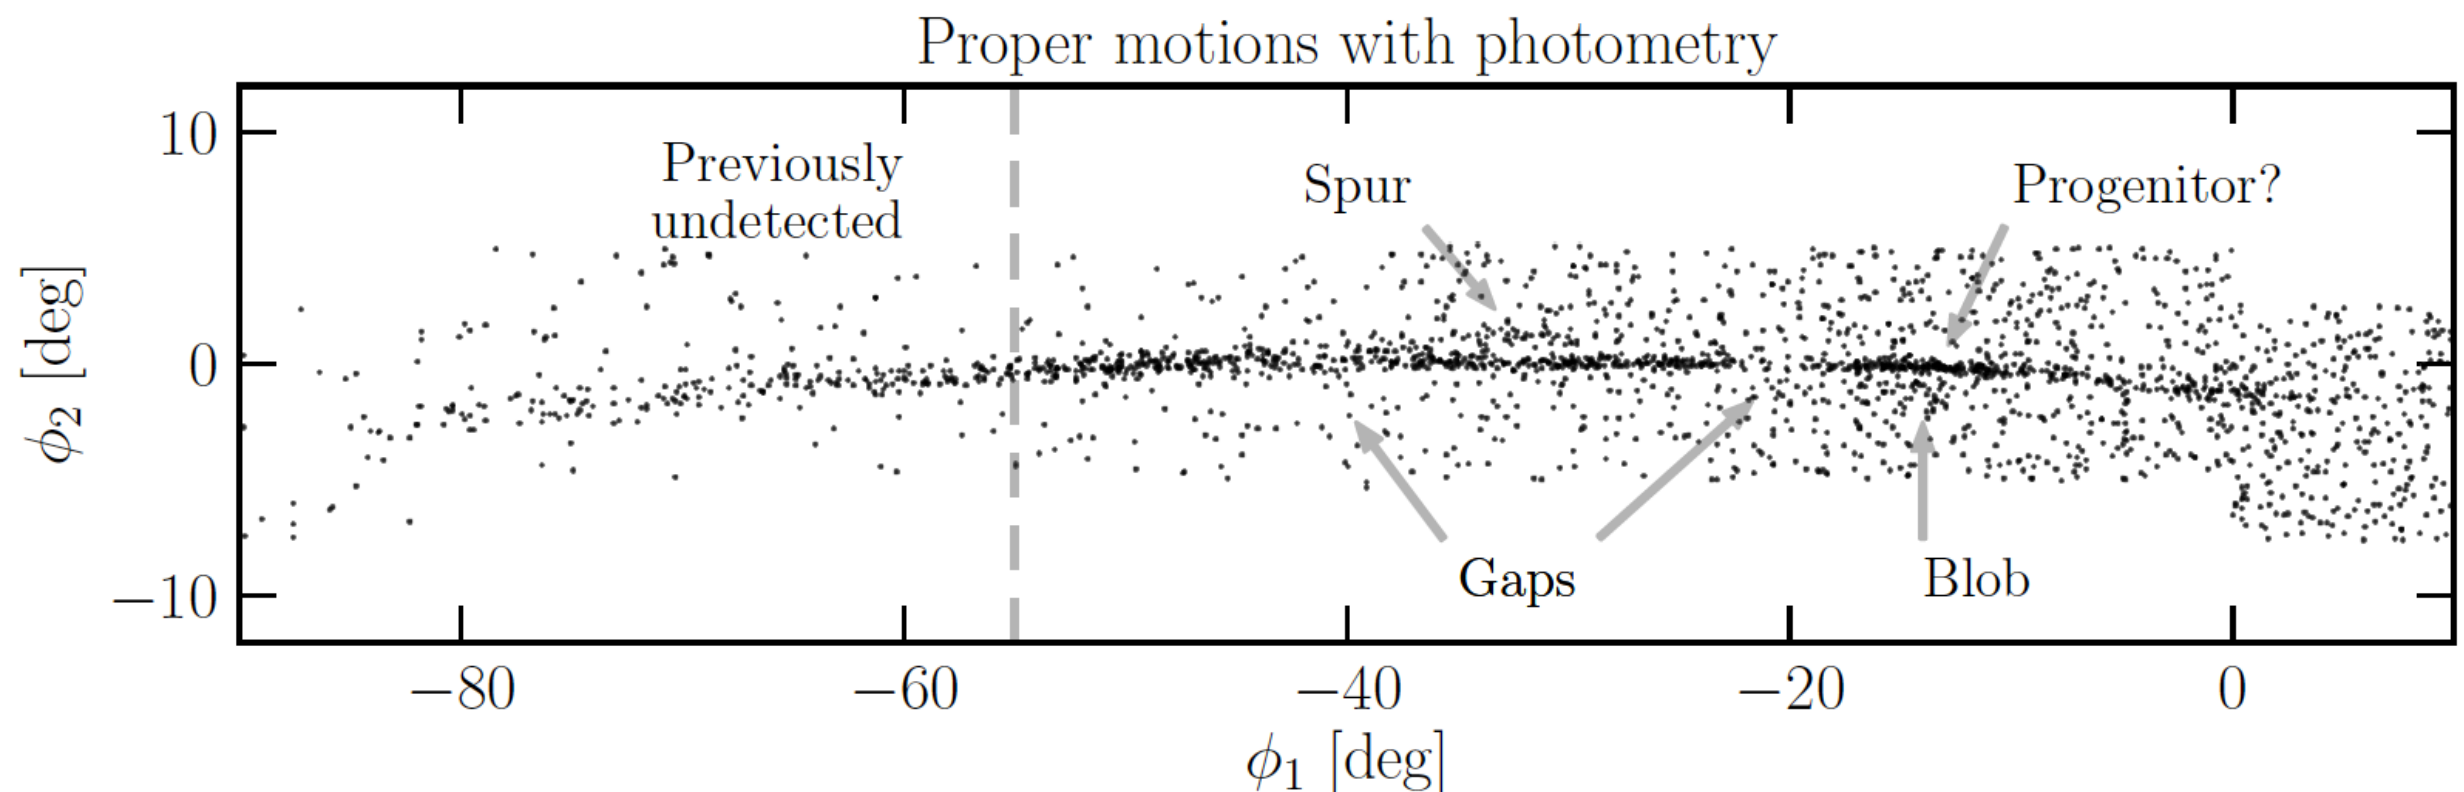 Proper motions with photometry
10
0
−10
ϕ₂ [deg]
Previously
undetected
Spur
Progenitor?
Gaps
Blob
−80
−60
−40
−20
0
ϕ₁ [deg]